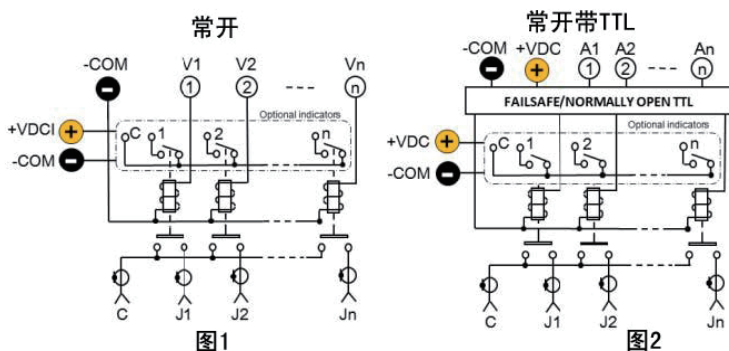 常开
-COM V1 V2 Vn
1 2 n
Optional indicators
+VDCI + C 1 2 n
-COM
C J1 J2 Jn
图1
常开带TTL
-COM +VDC A1 A2 An
+ 1 2 n
FAILSAFE/NORMALLY OPEN TTL
Optional indicators
+VDC + C 1 2 n
-COM
C J1 J2 Jn
图2